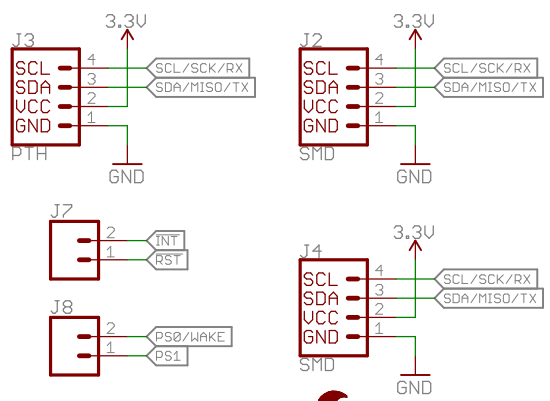 3.3V
J3
SCL 4 SCL/SCK/RX
SDA 3 SDA/MISO/TX
VCC 2
GND 1
PTH
GND
3.3V
J2
SCL 4 SCL/SCK/RX
SDA 3 SDA/MISO/TX
VCC 2
GND 1
SMD
GND
J7
2 INT
1 RST
J8
2 PS0/WAKE
1 PS1
3.3V
J4
SCL 4 SCL/SCK/RX
SDA 3 SDA/MISO/TX
VCC 2
GND 1
SMD
GND